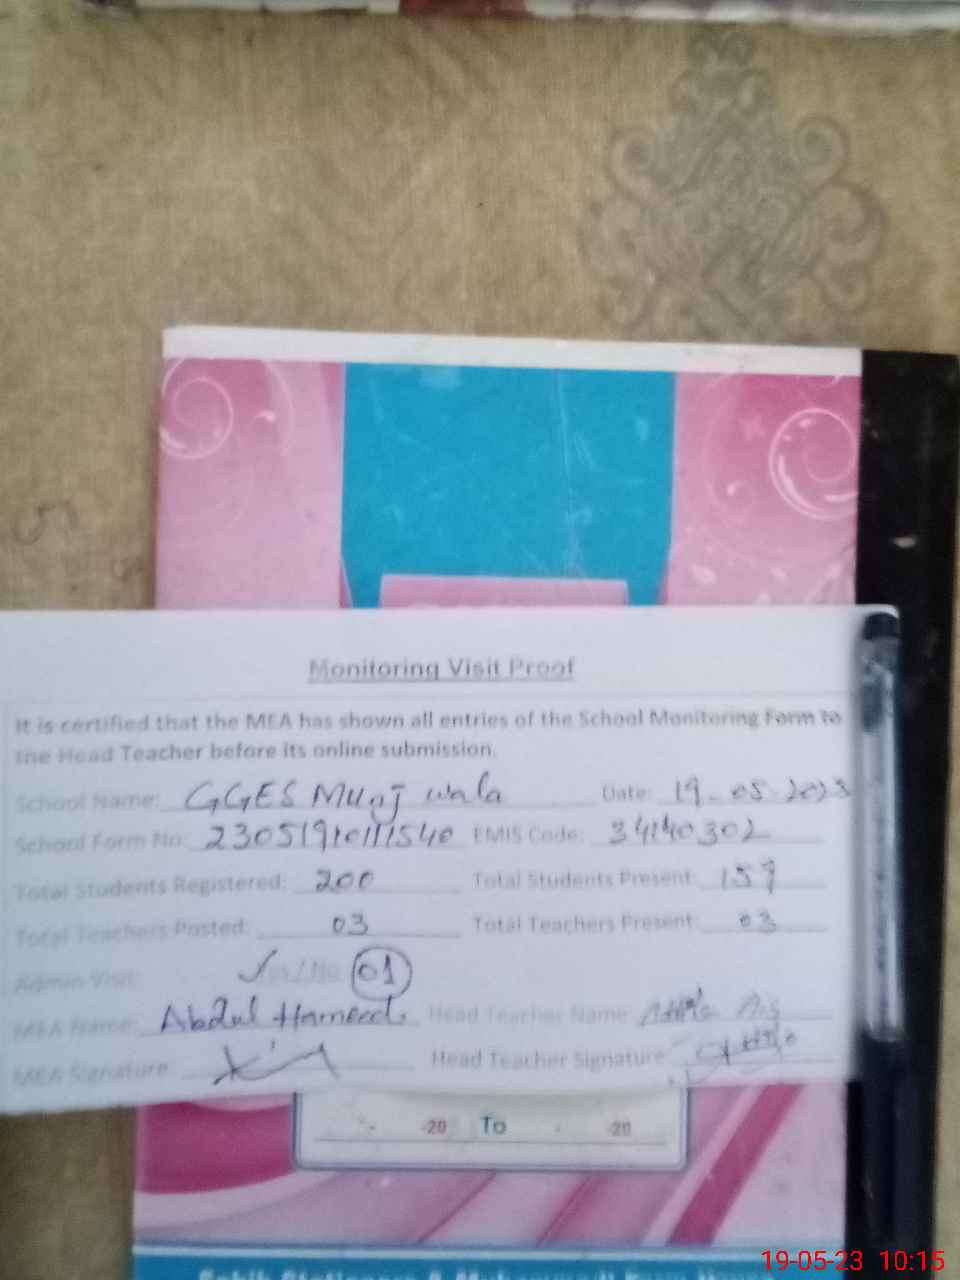 Monitoring Visit Proof
It is certified that the MEA has shown all entries of the School Monitoring Form to
the Head Teacher before its online submission.
School Name: GGES Munj wala Date: 19-05-2023
School Form No: 23051910111540 EMIS Code: 34140302
Total Students Registered: 200 Total Students Present: 159
Total Teachers Posted: 03 Total Teachers Present: 03
Admin Visit: Yes / No 01
MEA Name: Abdul Hameed Head Teacher Name:
MEA Signature: Head Teacher Signature:
-20 To -20
19-05-23 10:15